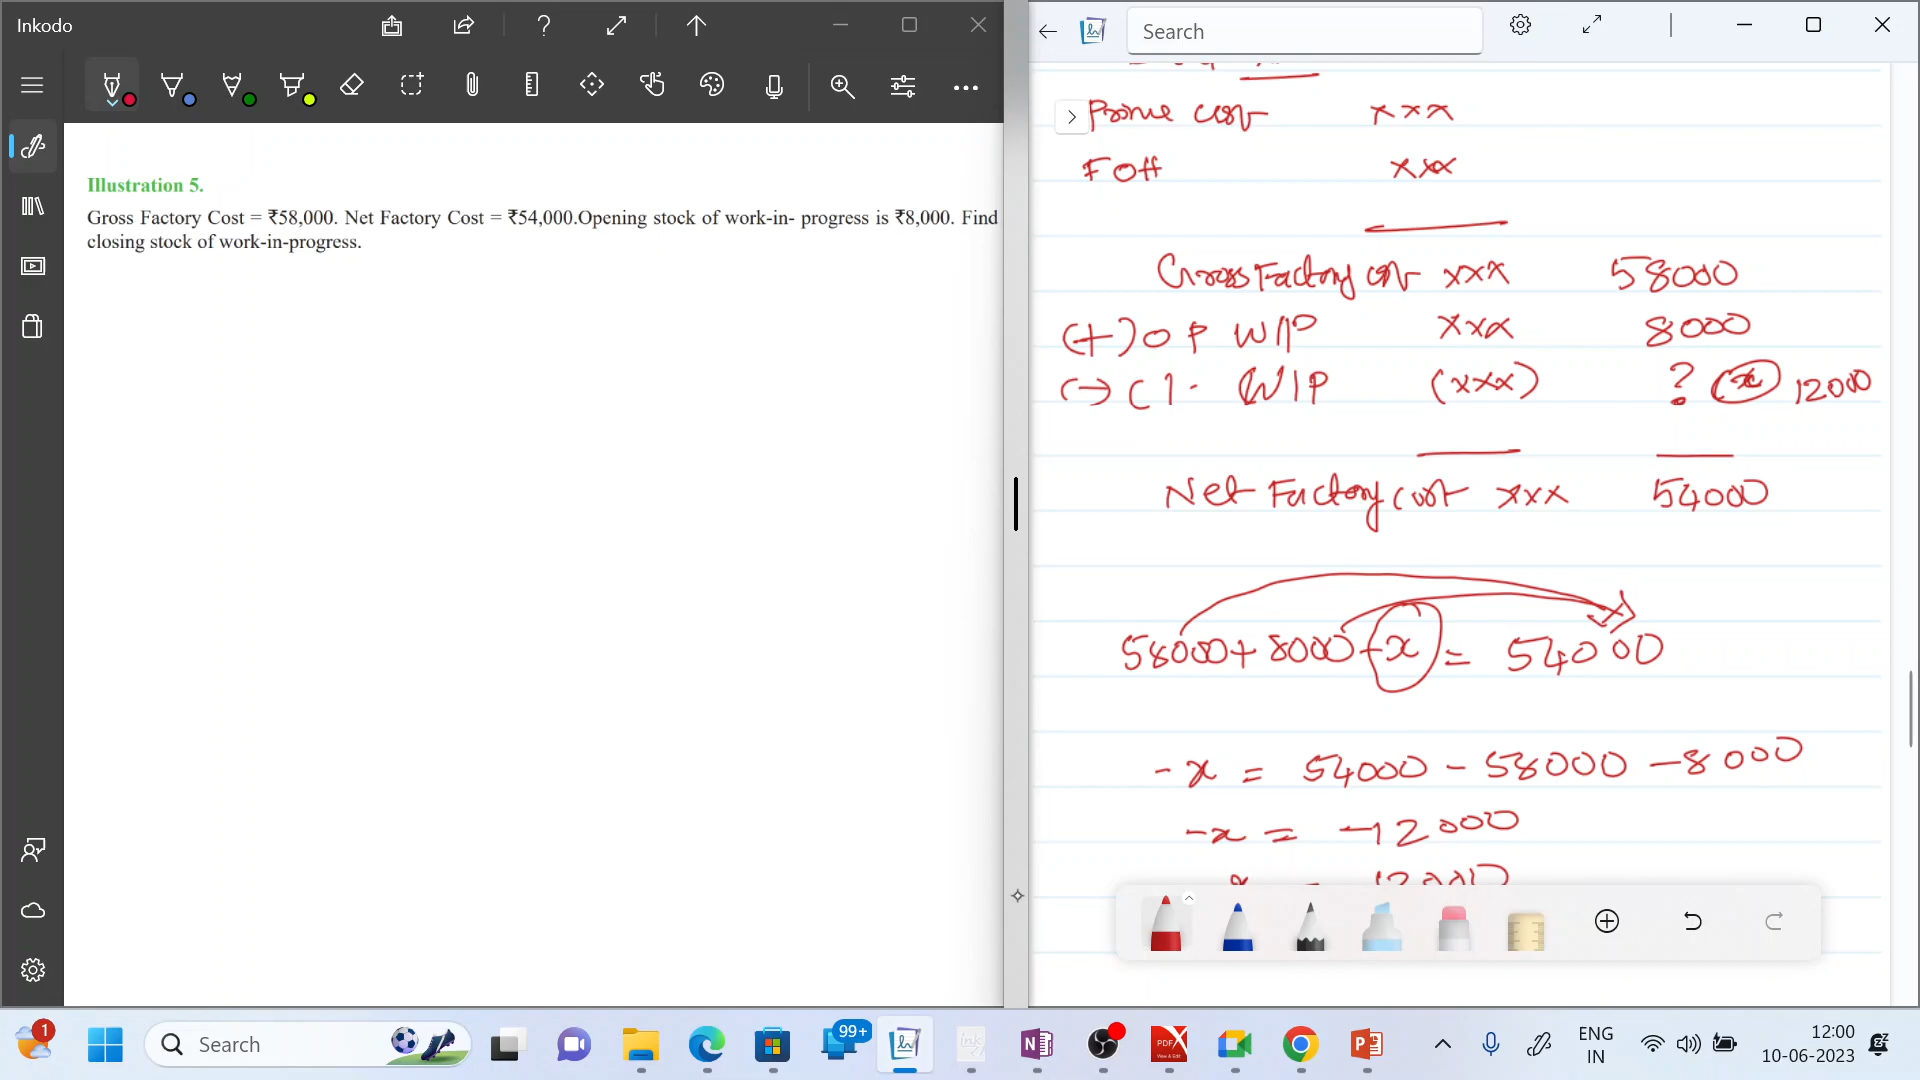 Inkodo
Search
Illustration 5.
Gross Factory Cost = ₹58,000. Net Factory Cost = ₹54,000.Opening stock of work-in- progress is ₹8,000. Find
closing stock of work-in-progress.
Prime cost xxx
F OH xxx
Gross Factory cost xxx 58000
(+) OP WIP xxx 8000
(-) Cl. WIP (xxx) ? (x) 12000
Net Factory cost xxx 54000
58000 + 8000 - x = 54000
- x = 54000 - 58000 - 8000
- x = - 12000
x = 12000
1
Search
99+
ENG
IN
12:00
10-06-2023